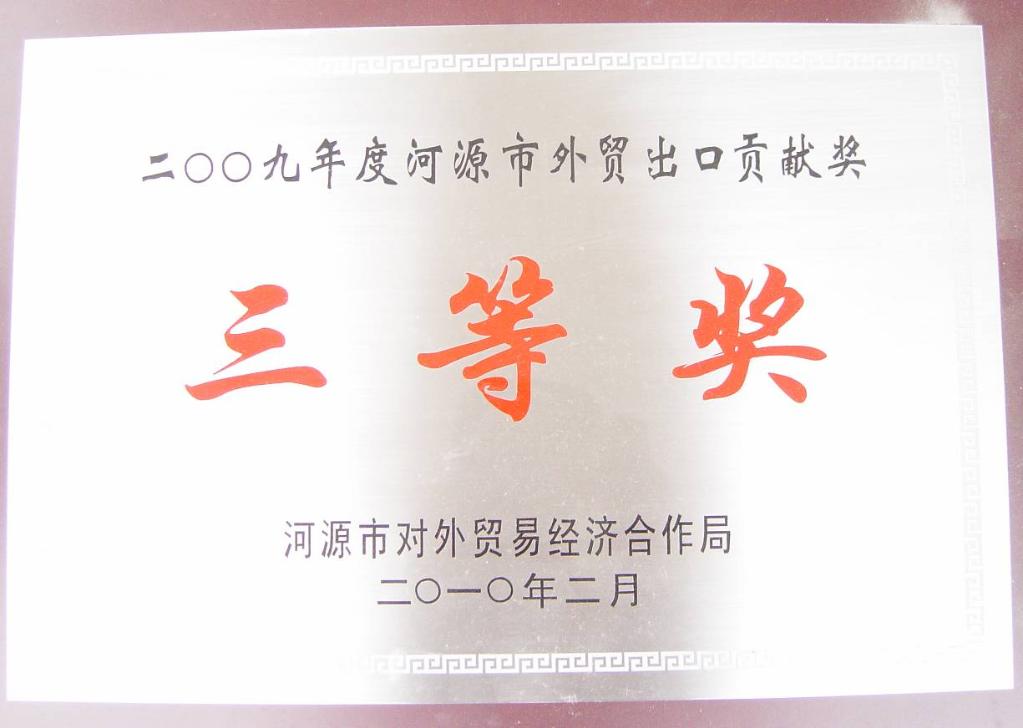 二〇〇九年度河源市外贸出口贡献奖
三等奖
河源市对外贸易经济合作局
二〇一〇年二月